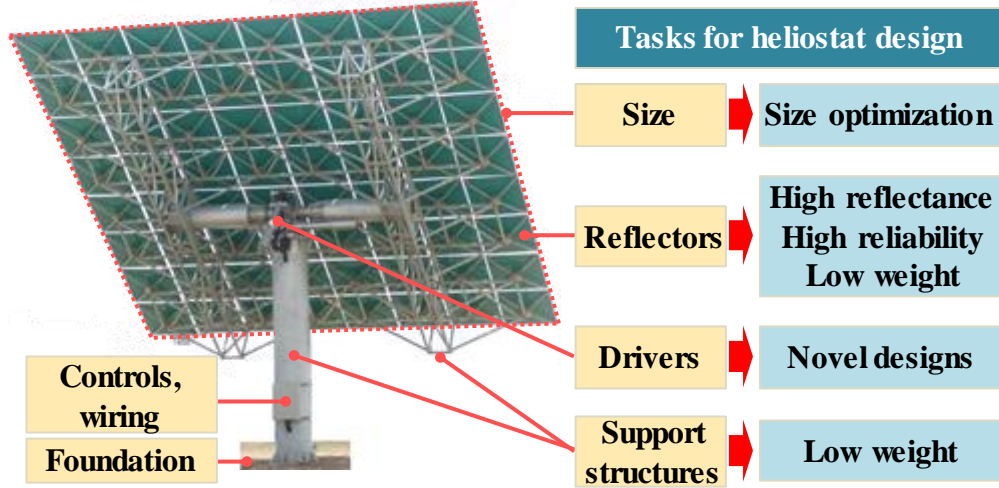 Tasks for heliostat design
Size
Size optimization
Reflectors
High reflectance
High reliability
Low weight
Drivers
Novel designs
Controls,
wiring
Support
structures
Low weight
Foundation